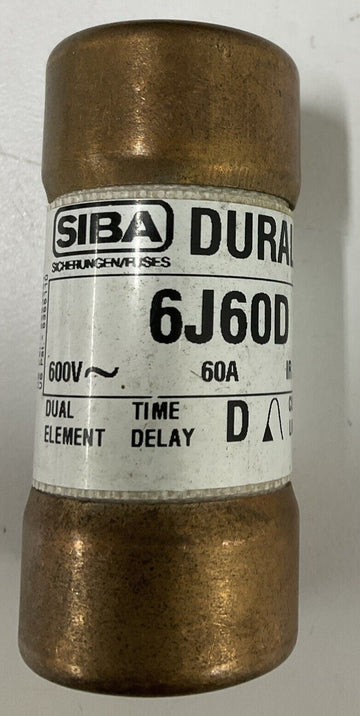 SIBA
SICHERUNGEN/FUSES
DURA
6J60D
600V~ 60A
DUAL ELEMENT
TIME DELAY
D